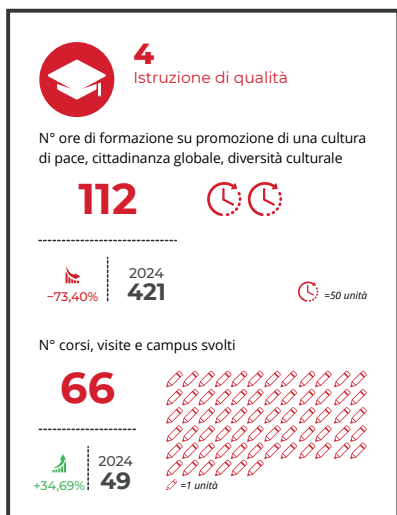 4
Istruzione di qualità
N° ore di formazione su promozione di una cultura
di pace, cittadinanza globale, diversità culturale
112
2024
−73,40%
421
=50 unità
N° corsi, visite e campus svolti
66
2024
+34,69%
49
=1 unità